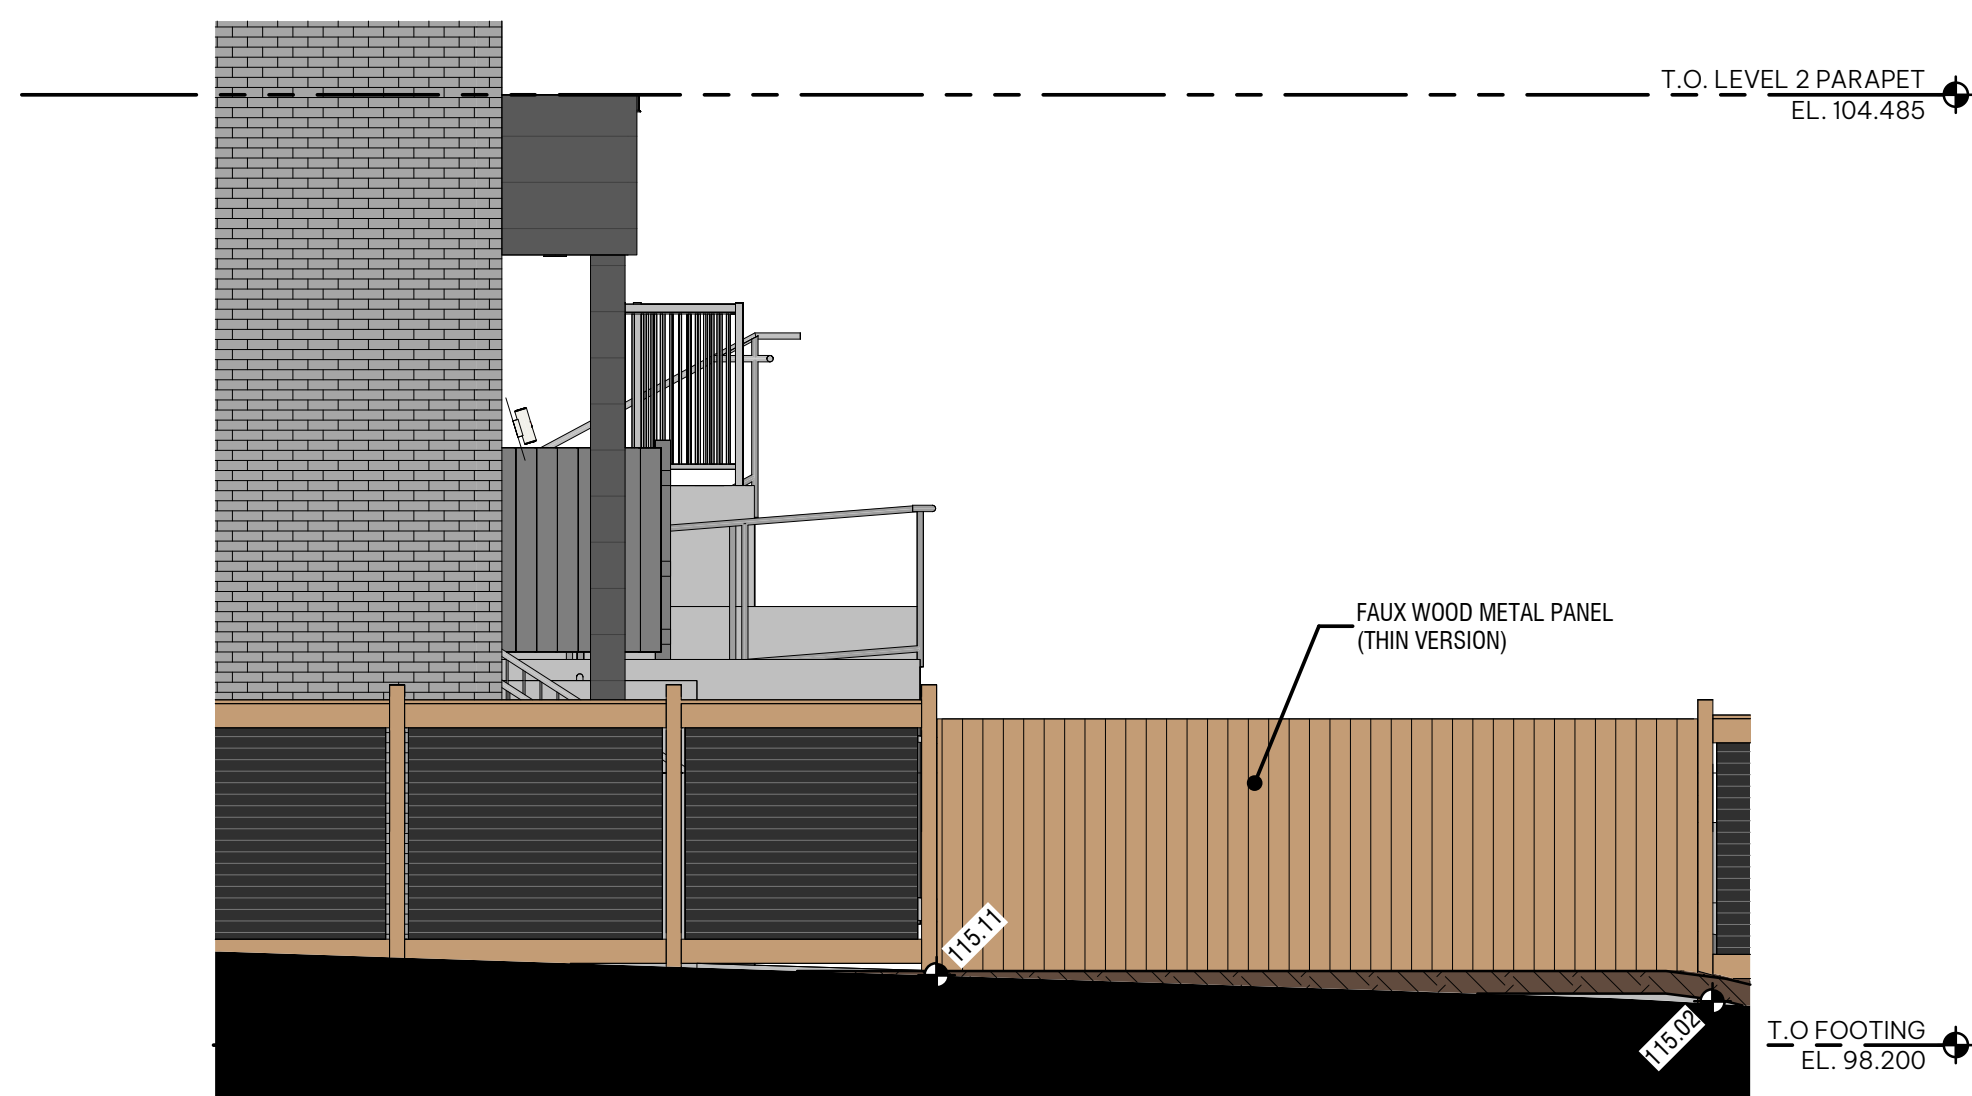 T.O. LEVEL 2 PARAPET
EL. 104.485
FAUX WOOD METAL PANEL
(THIN VERSION)
115.11
115.02
T.O FOOTING
EL. 98.200